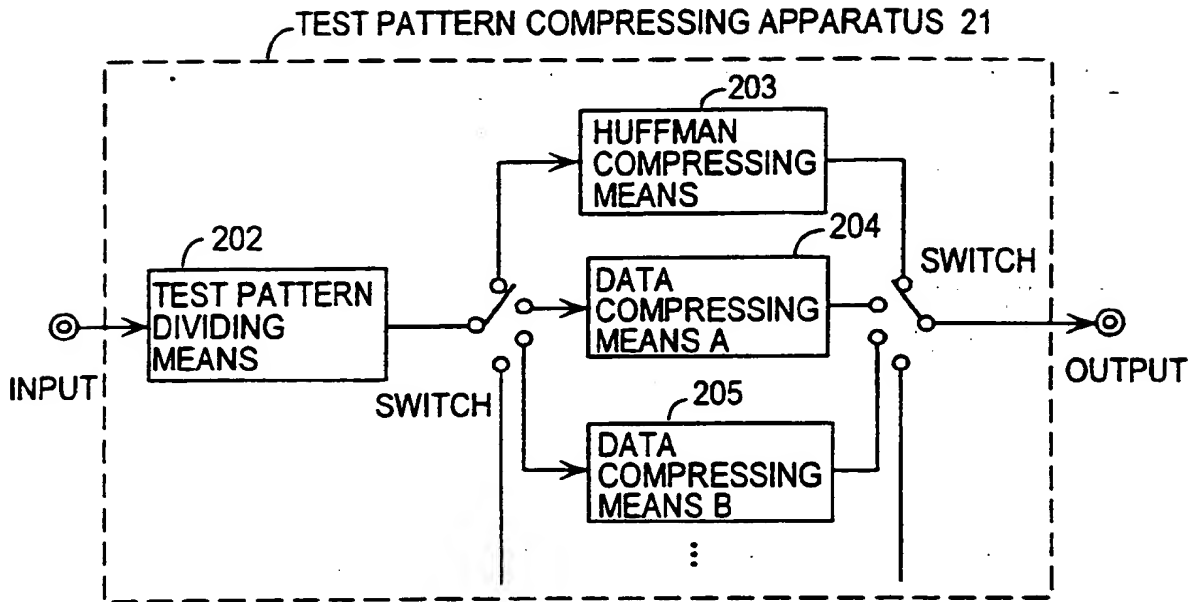 TEST PATTERN COMPRESSING APPARATUS 21
203
HUFFMAN
COMPRESSING
MEANS
202
TEST PATTERN
DIVIDING
MEANS
204
DATA
COMPRESSING
MEANS A
SWITCH
INPUT
SWITCH
OUTPUT
205
DATA
COMPRESSING
MEANS B